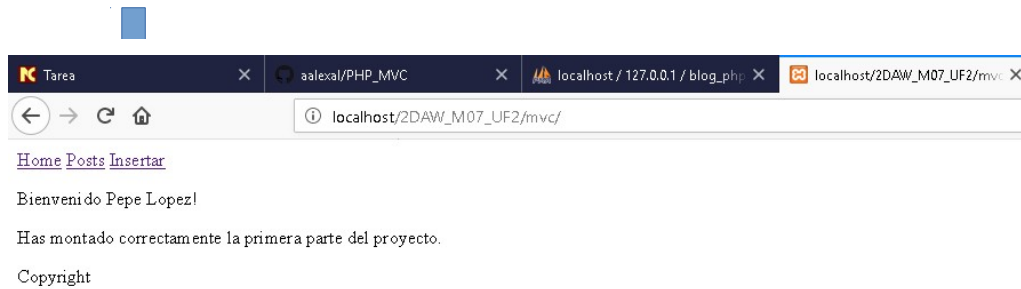 Tarea
aalexal/PHP_MVC
localhost / 127.0.0.1 / blog_php
localhost/2DAW_M07_UF2/mvc
localhost/2DAW_M07_UF2/mvc/
Home Posts Insertar
Bienvenido Pepe Lopez!
Has montado correctamente la primera parte del proyecto.
Copyright